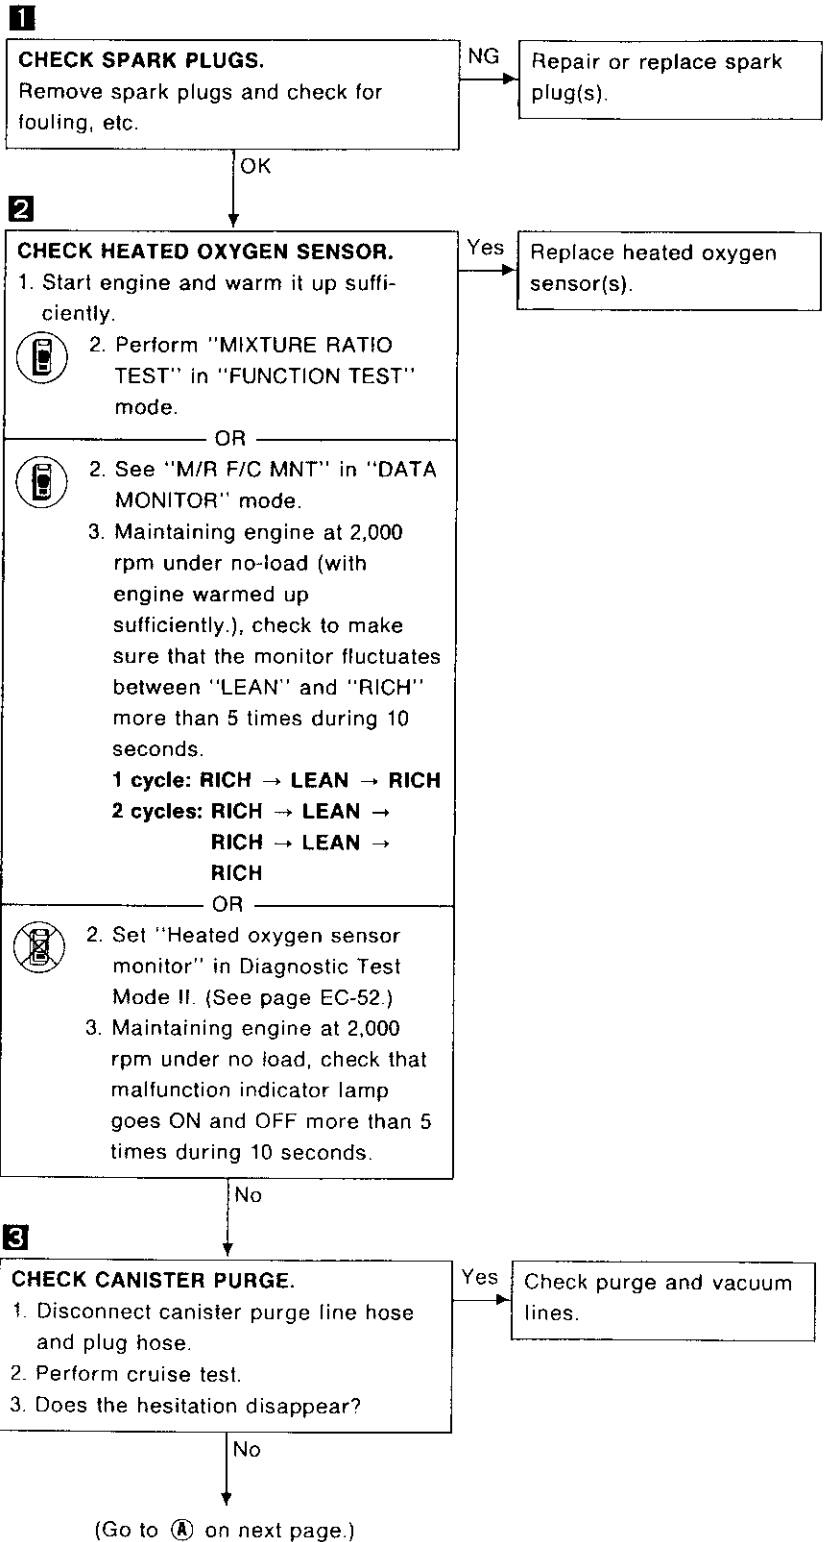 1
CHECK SPARK PLUGS.
Remove spark plugs and check for
fouling, etc.
NG
Repair or replace spark
plug(s).
OK
2
CHECK HEATED OXYGEN SENSOR.
1. Start engine and warm it up suffi-
ciently.
2. Perform "MIXTURE RATIO
TEST" in "FUNCTION TEST"
mode.
OR
2. See "M/R F/C MNT" in "DATA
MONITOR" mode.
3. Maintaining engine at 2,000
rpm under no-load (with
engine warmed up
sufficiently.), check to make
sure that the monitor fluctuates
between "LEAN" and "RICH"
more than 5 times during 10
seconds.
1 cycle: RICH → LEAN → RICH
2 cycles: RICH → LEAN →
RICH → LEAN →
RICH
OR
2. Set "Heated oxygen sensor
monitor" in Diagnostic Test
Mode II. (See page EC-52.)
3. Maintaining engine at 2,000
rpm under no load, check that
malfunction indicator lamp
goes ON and OFF more than 5
times during 10 seconds.
Yes
Replace heated oxygen
sensor(s).
No
3
CHECK CANISTER PURGE.
1. Disconnect canister purge line hose
and plug hose.
2. Perform cruise test.
3. Does the hesitation disappear?
Yes
Check purge and vacuum
lines.
No
(Go to Ⓐ on next page.)